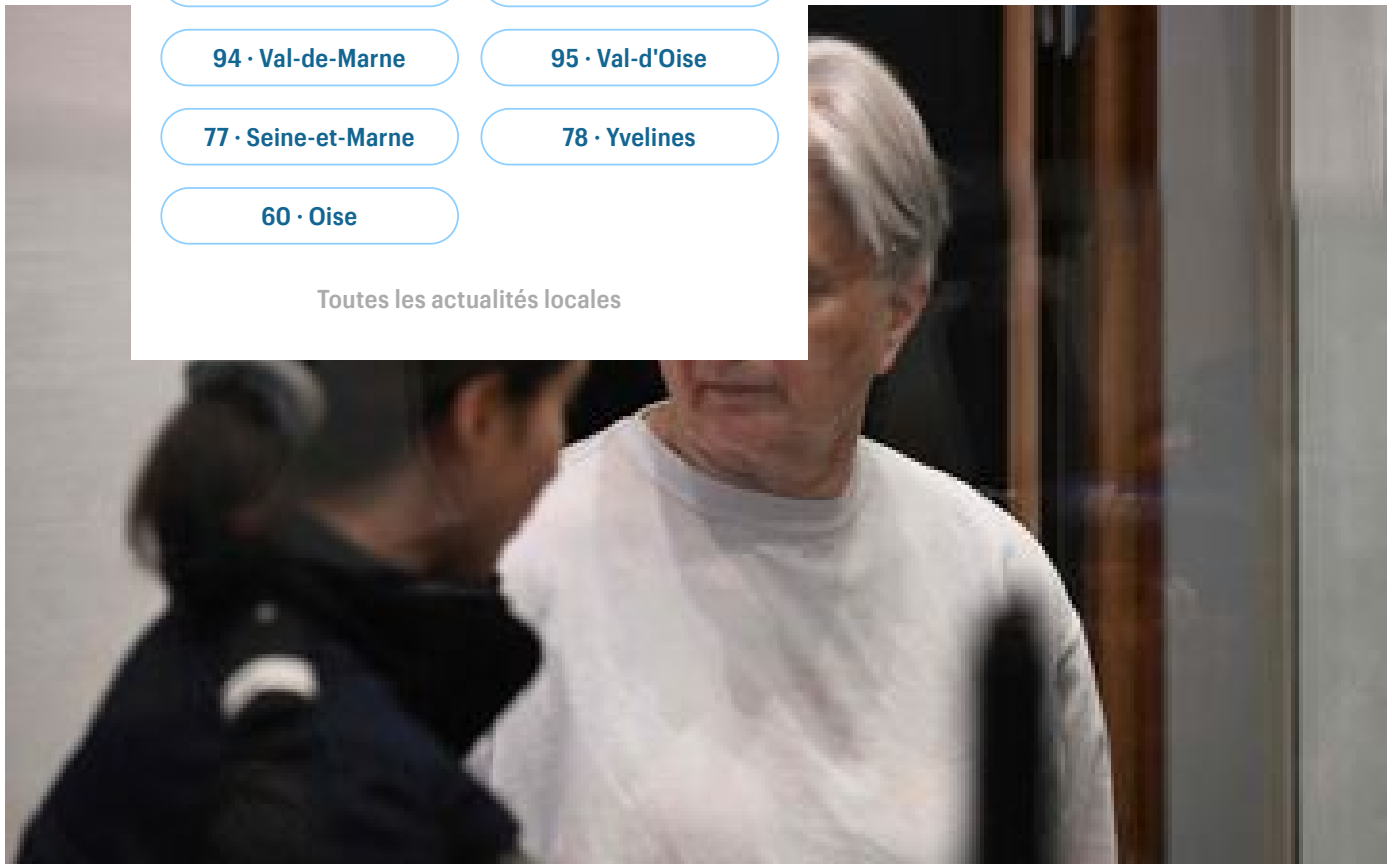 94 · Val-de-Marne
95 · Val-d'Oise
77 · Seine-et-Marne
78 · Yvelines
60 · Oise
Toutes les actualités locales